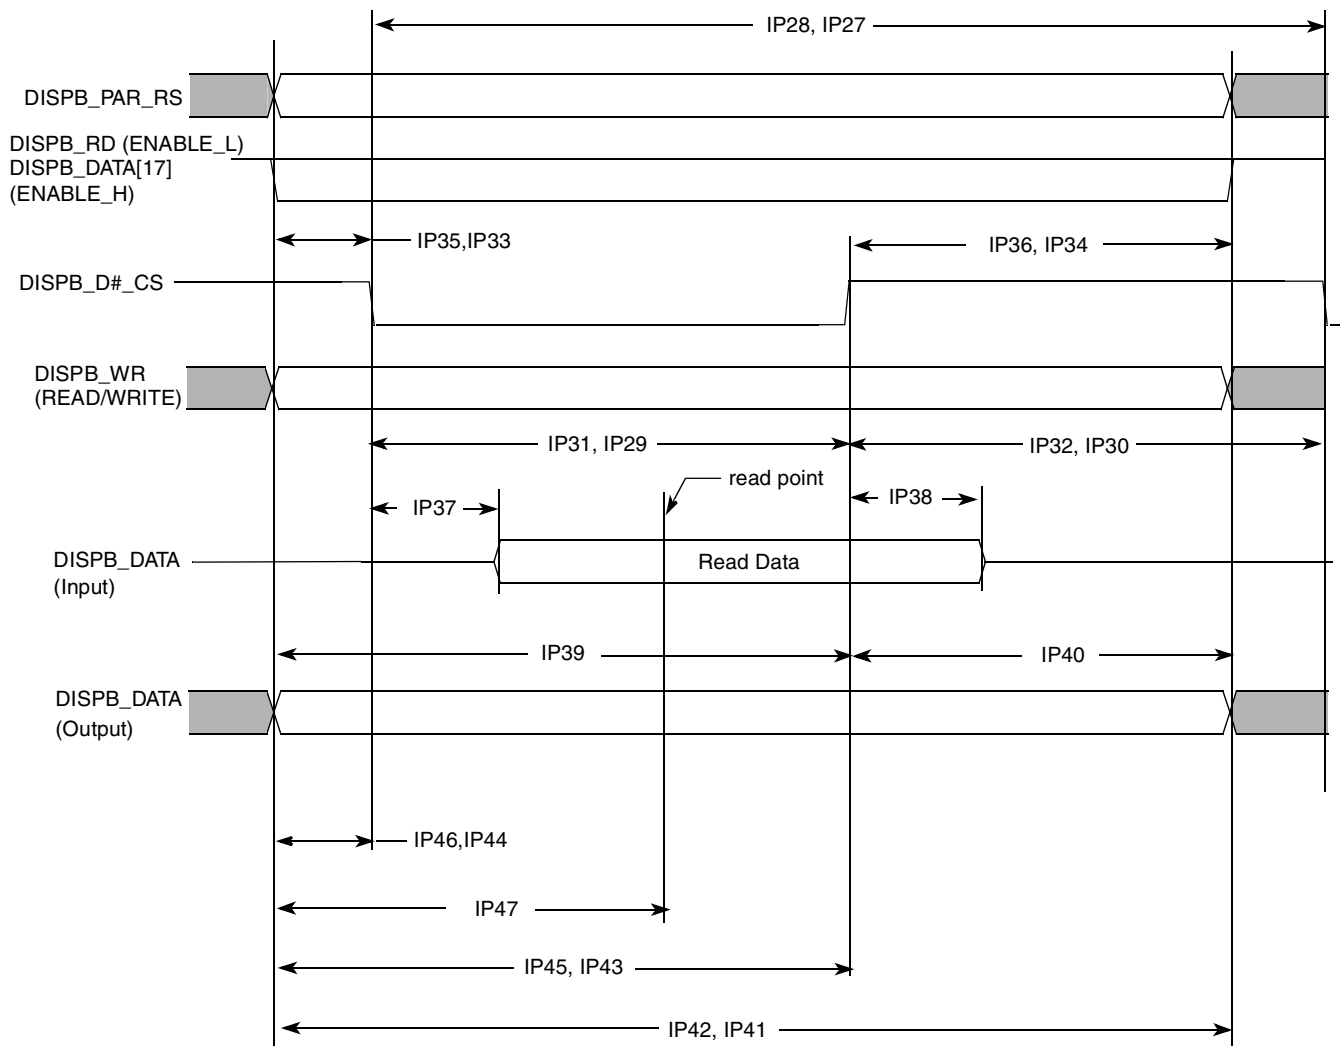 IP28, IP27
DISPB_PAR_RS
DISPB_RD (ENABLE_L)
DISPB_DATA[17]
(ENABLE_H)
IP35,IP33
IP36, IP34
DISPB_D#_CS
DISPB_WR
(READ/WRITE)
IP31, IP29
IP32, IP30
read point
IP37
IP38
DISPB_DATA
(Input)
Read Data
IP39
IP40
DISPB_DATA
(Output)
IP46,IP44
IP47
IP45, IP43
IP42, IP41